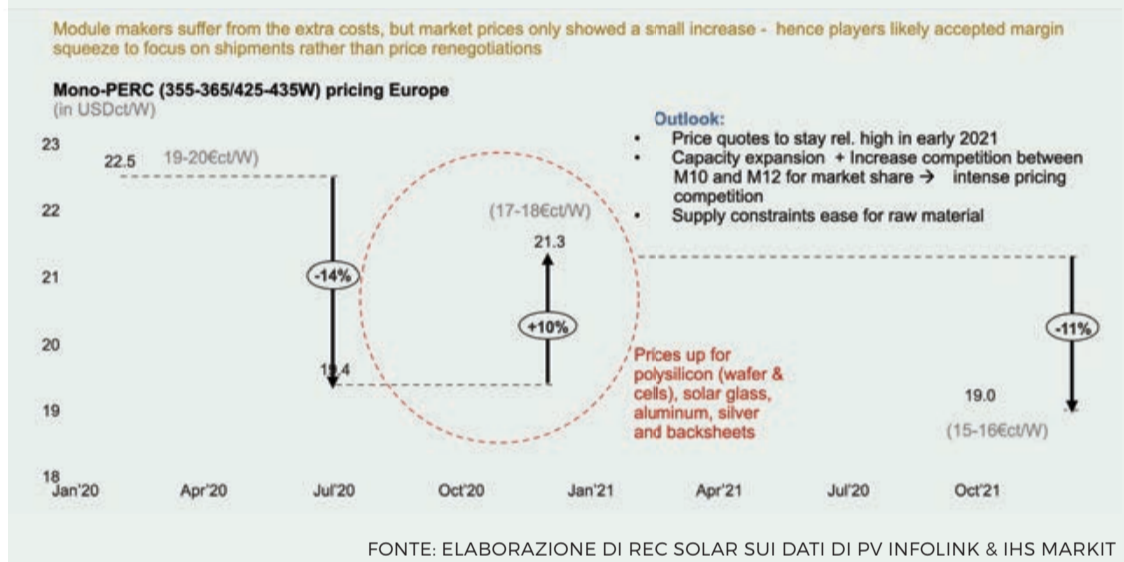 Module makers suffer from the extra costs, but market prices only showed a small increase - hence players likely accepted margin
squeeze to focus on shipments rather than price renegotiations
Mono-PERC (355-365/425-435W) pricing Europe
(in USDct/W)
Outlook:
• Price quotes to stay rel. high in early 2021
• Capacity expansion + Increase competition between
M10 and M12 for market share → intense pricing
competition
• Supply constraints ease for raw material
23
22.5 19-20€ct/W)
22
(17-18€ct/W)
21.3
21
-14%
+10%
-11%
20
19.4
Prices up for
polysilicon (wafer &
cells), solar glass,
aluminum, silver
and backsheets
19
19.0
(15-16€ct/W)
18
Jan'20 Apr'20 Jul'20 Oct'20 Jan'21 Apr'21 Jul'20 Oct'21
FONTE: ELABORAZIONE DI REC SOLAR SUI DATI DI PV INFOLINK & IHS MARKIT